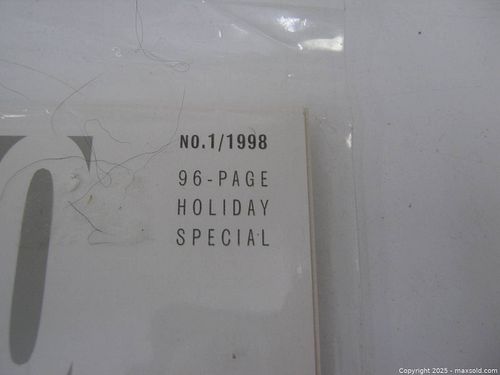 NO.1/1998
96-PAGE
HOLIDAY
SPECIAL
Copyright 2025 - maxsold.com